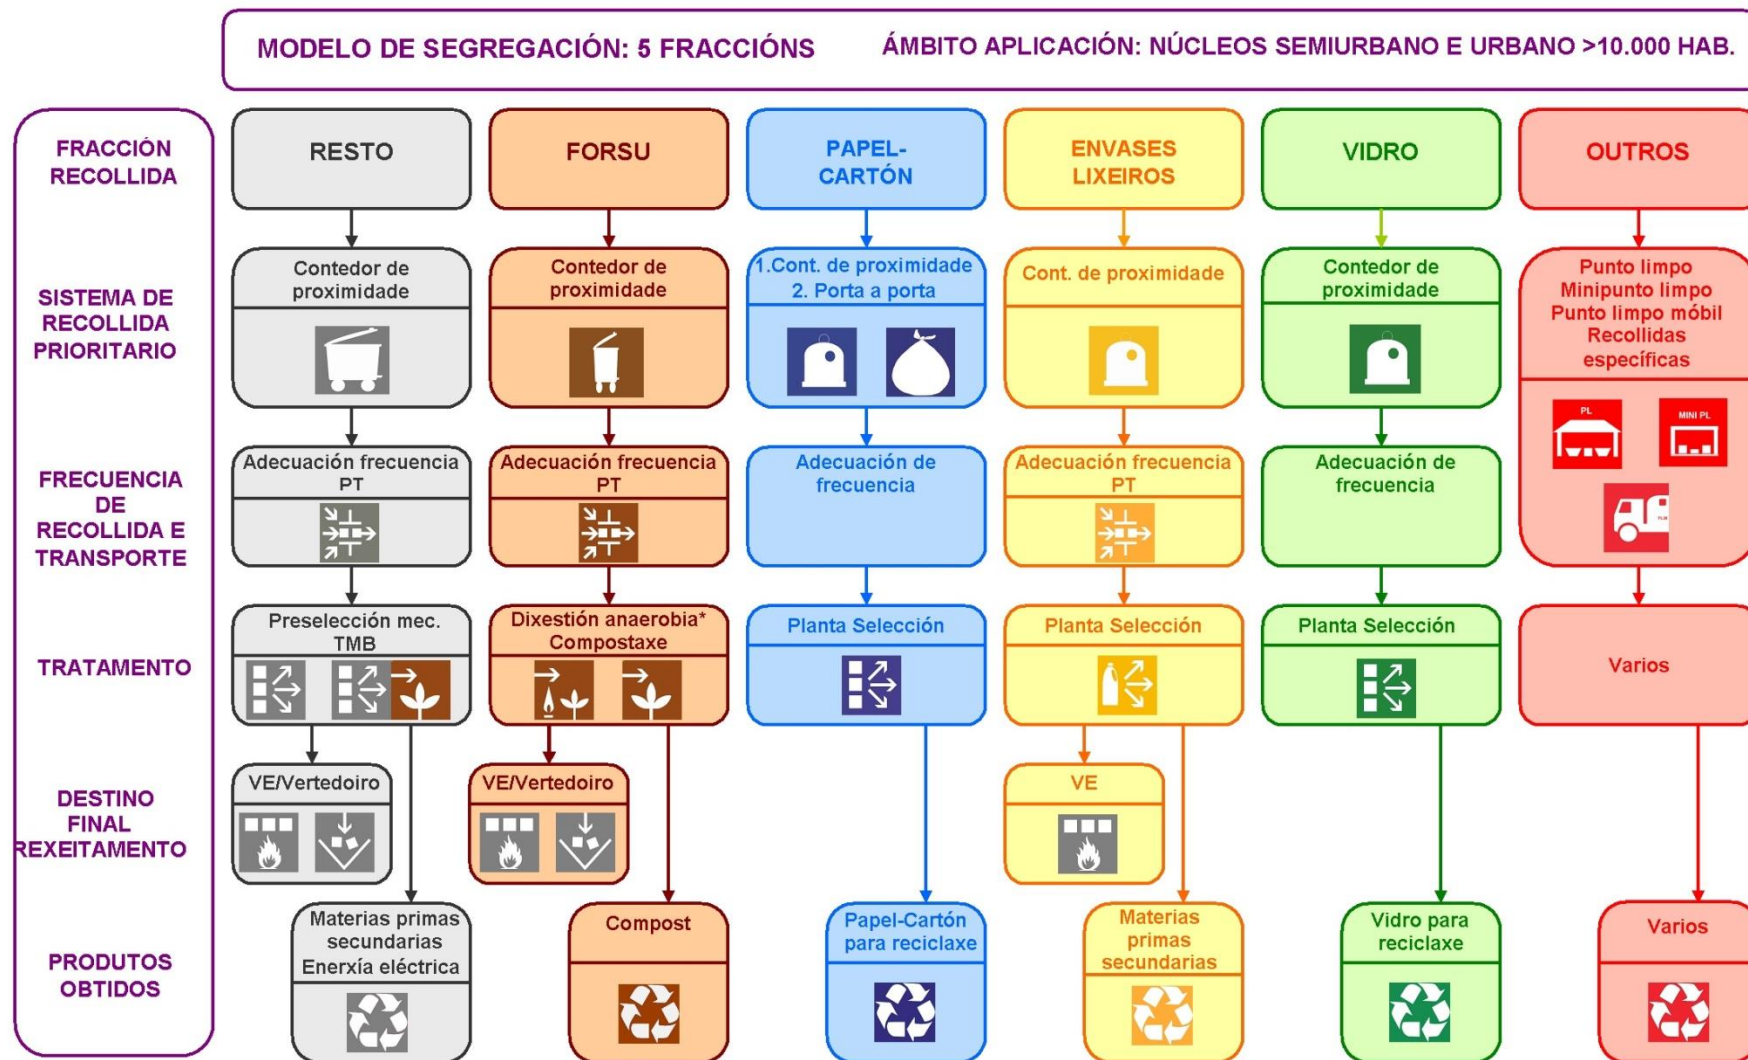 MODELO DE SEGREGACIÓN: 5 FRACCIÓNS
ÁMBITO APLICACIÓN: NÚCLEOS SEMIURBANO E URBANO >10.000 HAB.
FRACCIÓN
RECOLLIDA
RESTO
FORSU
PAPEL-
CARTÓN
ENVASES
LIXEIROS
VIDRO
OUTROS
SISTEMA DE
RECOLLIDA
PRIORITARIO
Contedor de
proximidade
Contedor de
proximidade
1.Cont. de proximidade
2. Porta a porta
Cont. de proximidade
Contedor de
proximidade
Punto limpo
Minipunto limpo
Punto limpo móbil
Recollidas
específicas
PL
MINI PL
FRECUENCIA
DE
RECOLLIDA E
TRANSPORTE
Adecuación frecuencia
PT
Adecuación frecuencia
PT
Adecuación de
frecuencia
Adecuación frecuencia
PT
Adecuación de
frecuencia
TRATAMENTO
Preselección mec.
TMB
Dixestión anaerobia*
Compostaxe
Planta Selección
Planta Selección
Planta Selección
Varios
DESTINO
FINAL
REXEITAMENTO
VE/Vertedoiro
VE/Vertedoiro
VE
PRODUTOS
OBTIDOS
Materias primas
secundarias
Enerxía eléctrica
Compost
Papel-Cartón
para reciclaxe
Materias
primas
secundarias
Vidro para
reciclaxe
Varios